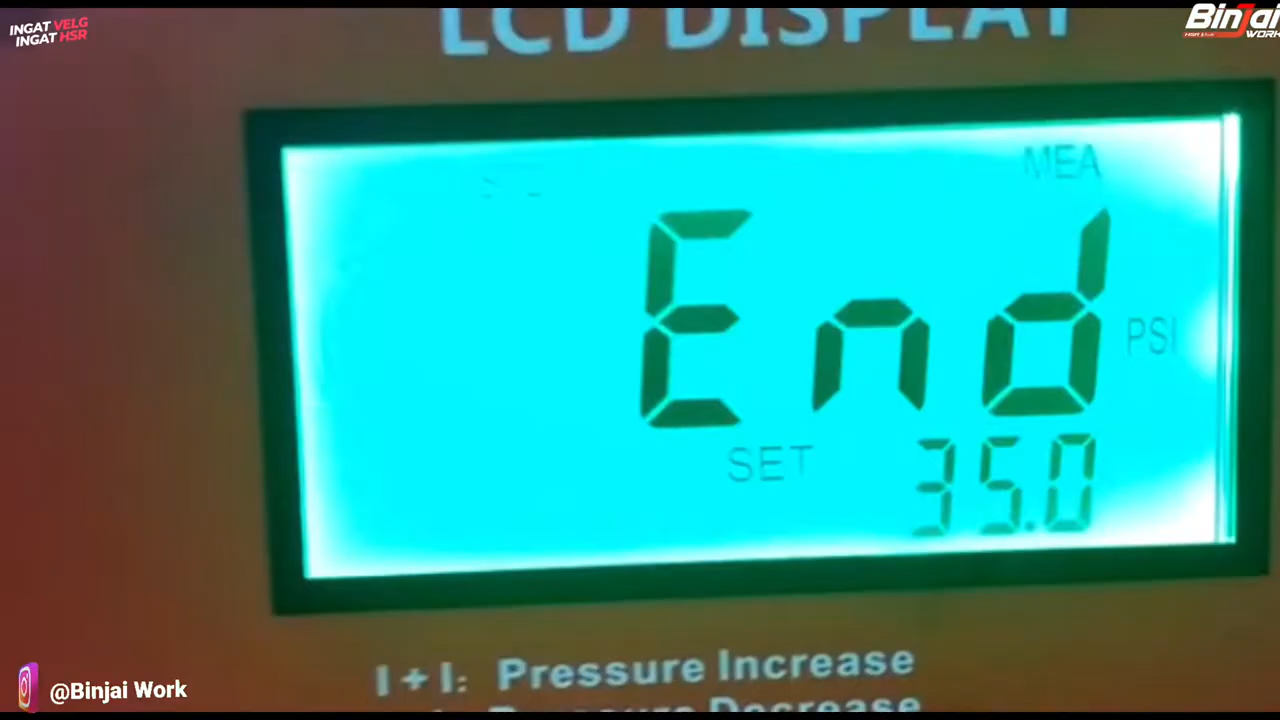 INGAT VELG
INGAT HSR
BinJai
WORK
LCD DISPLAY
MEA
End
PSI
SET 35.0
I + I: Pressure Increase
Pressure Decrease
@Binjai Work